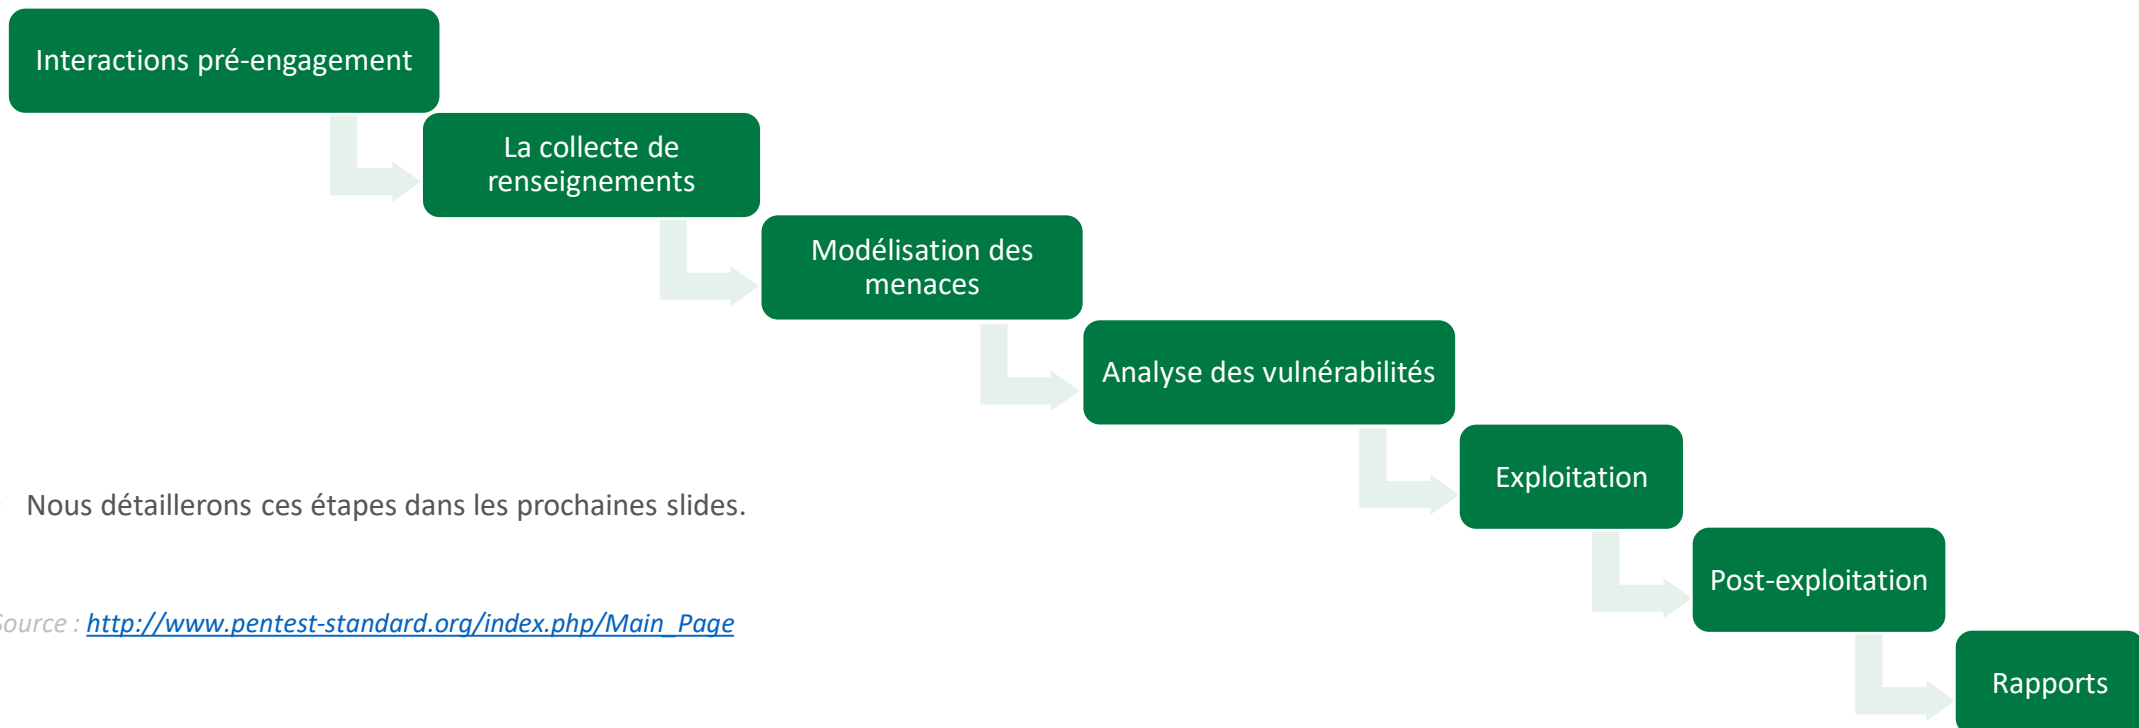 Interactions pré-engagement
La collecte de
renseignements
Modélisation des
menaces
Analyse des vulnérabilités
Exploitation
Nous détaillerons ces étapes dans les prochaines slides.
Post-exploitation
Source : http://www.pentest-standard.org/index.php/Main_Page
Rapports